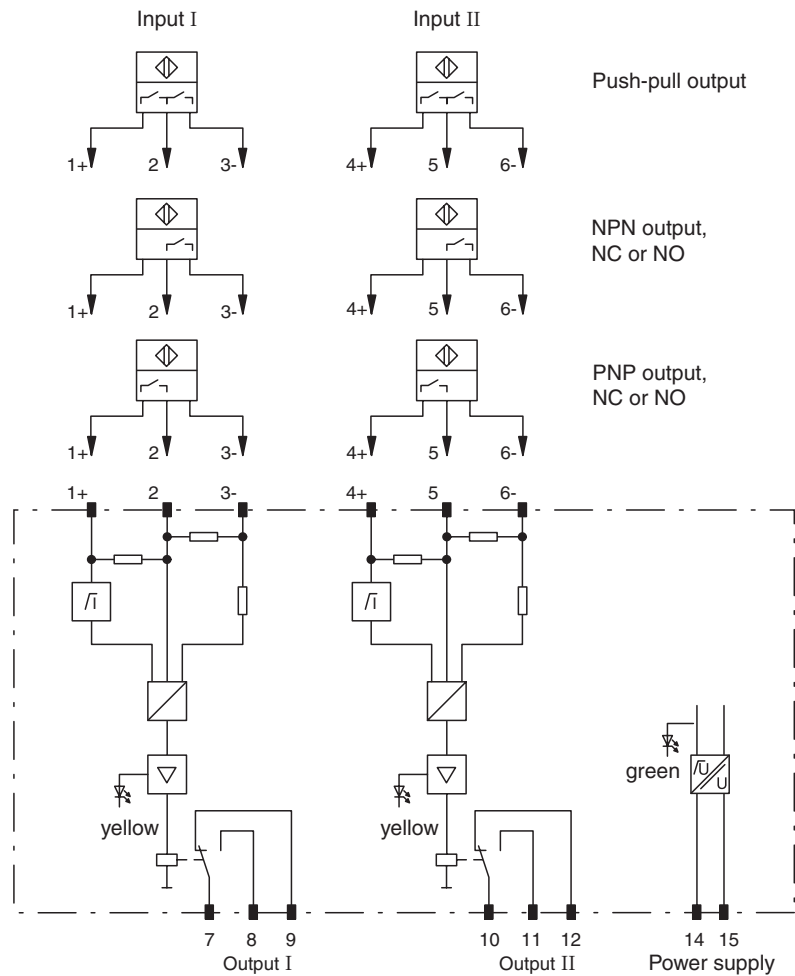 Input I Input II
Push-pull output
1+ 2 3- 4+ 5 6-
NPN output,
NC or NO
1+ 2 3- 4+ 5 6-
PNP output,
NC or NO
1+ 2 3- 4+ 5 6-
1+ 2 3- 4+ 5 6-
I I
U
green U
yellow yellow
7 8 9 10 11 12 14 15
Output I Output II Power supply